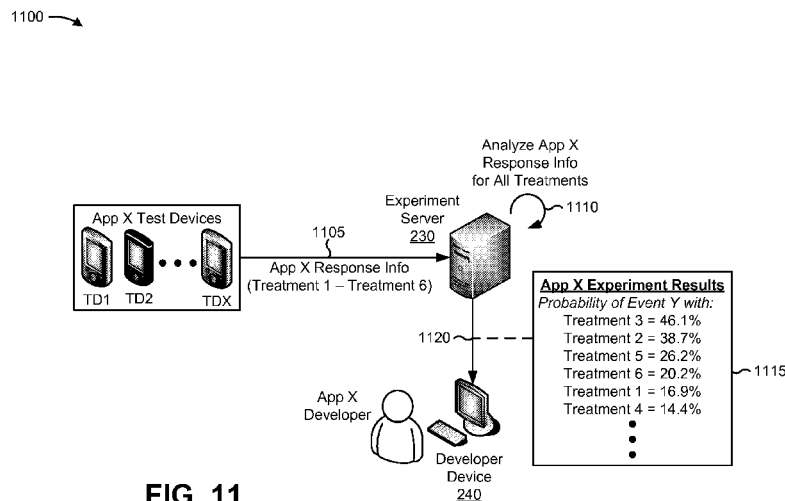 1100
Analyze App X
Response Info
for All Treatments
1110
Experiment
Server
230
App X Test Devices
TD1
TD2
TDX
1105
App X Response Info
(Treatment 1 – Treatment 6)
App X Experiment Results
Probability of Event Y with:
Treatment 3 = 46.1%
Treatment 2 = 38.7%
Treatment 5 = 26.2%
Treatment 6 = 20.2%
Treatment 1 = 16.9%
Treatment 4 = 14.4%
1115
1120
App X
Developer
Developer
Device
240
FIG. 11